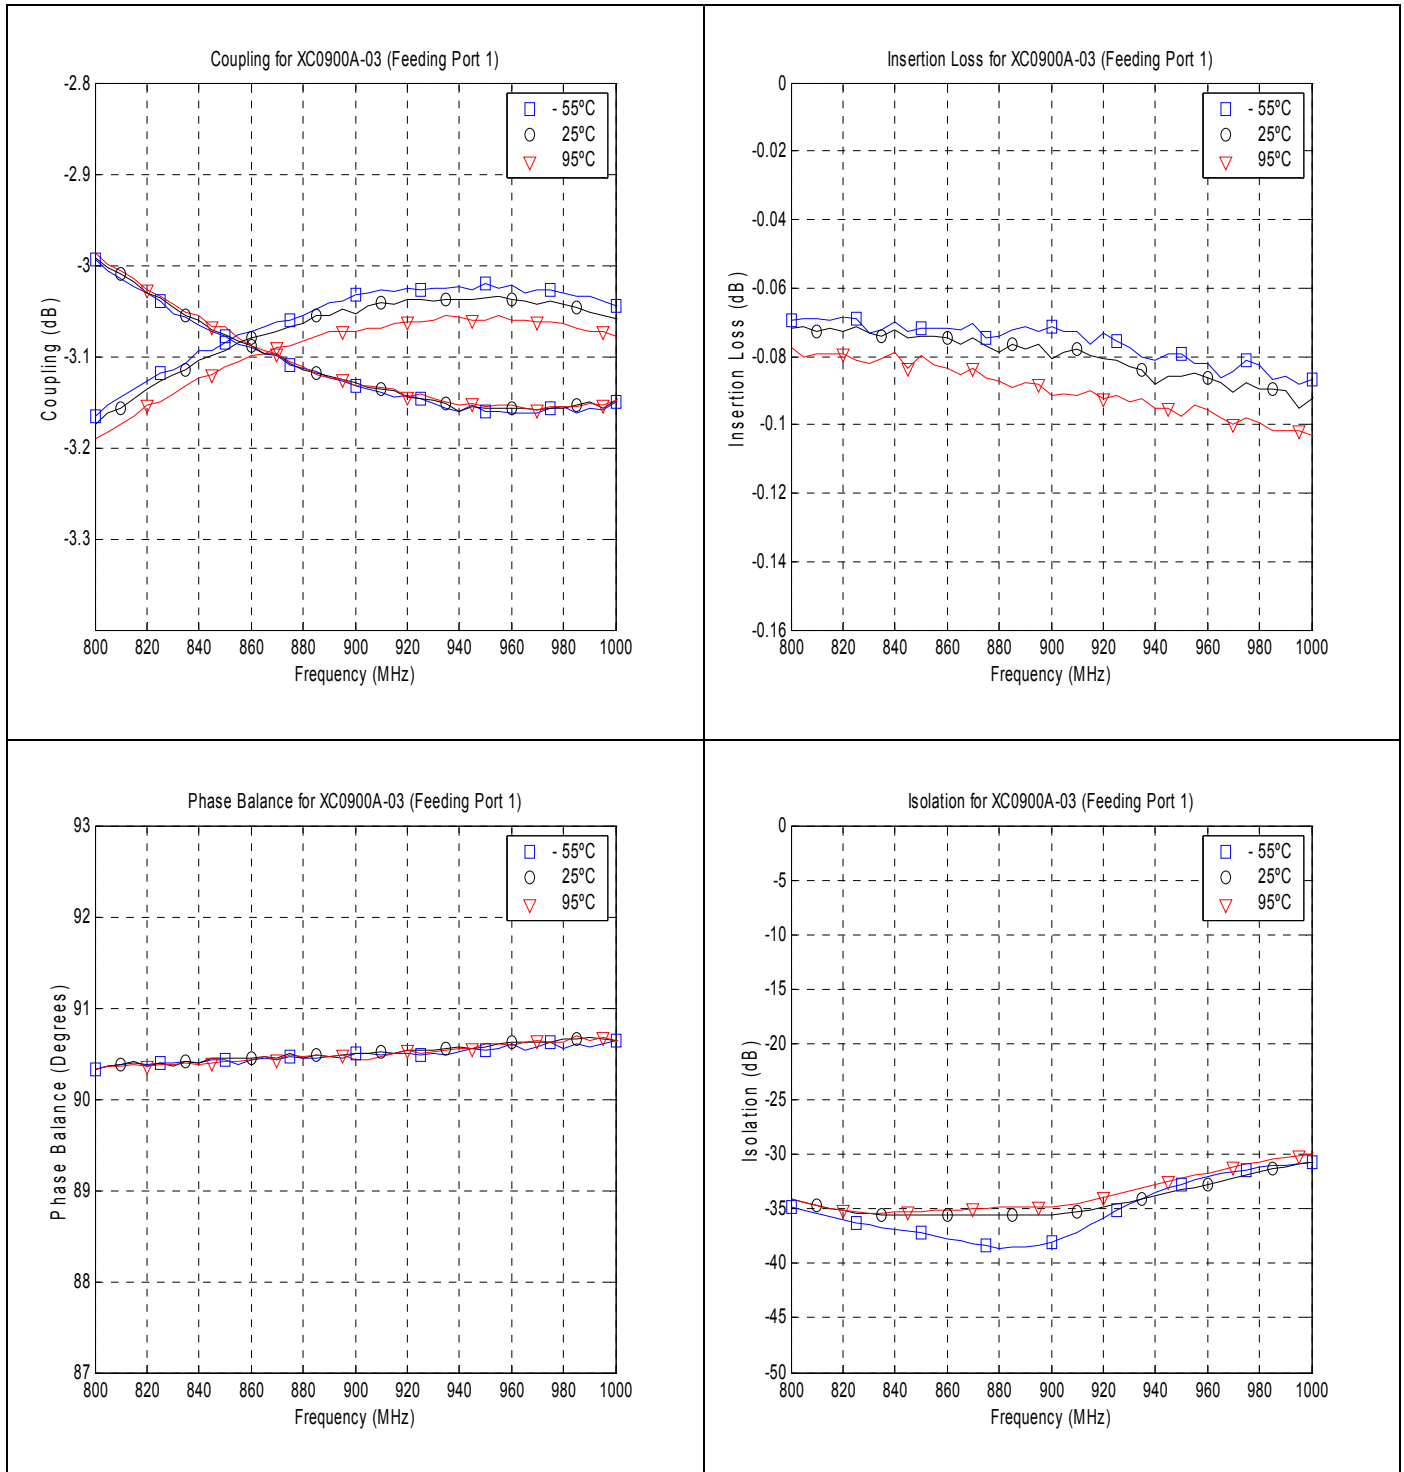 Coupling for XC0900A-03 (Feeding Port 1)
-2.8
-2.9
-3
-3.1
-3.2
-3.3
Coupling (dB)
- 55ºC
25ºC
95ºC
800 820 840 860 880 900 920 940 960 980 1000
Frequency (MHz)
Insertion Loss for XC0900A-03 (Feeding Port 1)
0
-0.02
-0.04
-0.06
-0.08
-0.1
-0.12
-0.14
-0.16
Insertion Loss (dB)
- 55ºC
25ºC
95ºC
800 820 840 860 880 900 920 940 960 980 1000
Frequency (MHz)
Phase Balance for XC0900A-03 (Feeding Port 1)
93
92
91
90
89
88
87
Phase Balance (Degrees)
- 55ºC
25ºC
95ºC
800 820 840 860 880 900 920 940 960 980 1000
Frequency (MHz)
Isolation for XC0900A-03 (Feeding Port 1)
0
-5
-10
-15
-20
-25
-30
-35
-40
-45
-50
Isolation (dB)
- 55ºC
25ºC
95ºC
800 820 840 860 880 900 920 940 960 980 1000
Frequency (MHz)